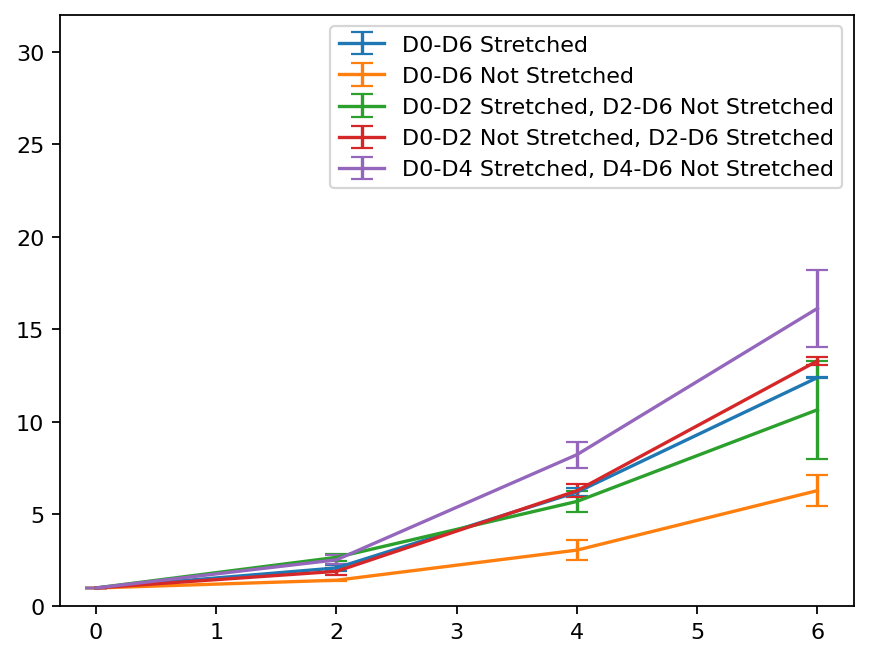 30
25
20
15
10
5
0
0 1 2 3 4 5 6
D0-D6 Stretched
D0-D6 Not Stretched
D0-D2 Stretched, D2-D6 Not Stretched
D0-D2 Not Stretched, D2-D6 Stretched
D0-D4 Stretched, D4-D6 Not Stretched